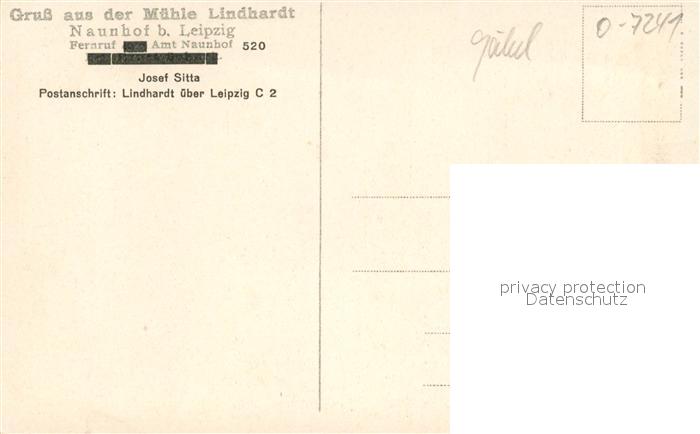 Gruß aus der Mühle Lindhardt
Naunhof b. Leipzig
Fernruf Amt Naunhof 520
Josef Sitta
Postanschrift: Lindhardt über Leipzig C 2
0-7241
privacy protection
Datenschutz